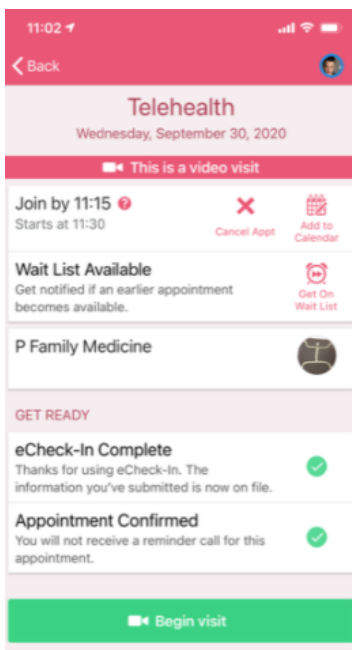 11:02
Back
Telehealth
Wednesday, September 30, 2020
This is a video visit
Join by 11:15 ?
Starts at 11:30
Cancel Appt
Add to
Calendar
Wait List Available
Get notified if an earlier appointment
becomes available.
Get On
Wait List
P Family Medicine
GET READY
eCheck-In Complete
Thanks for using eCheck-In. The
information you've submitted is now on file.
Appointment Confirmed
You will not receive a reminder call for this
appointment.
Begin visit